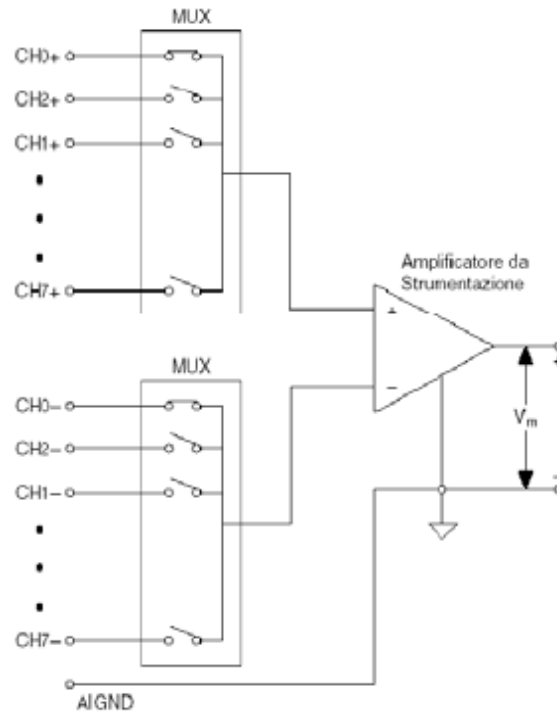 MUX
CH0+
CH2+
CH1+
CH7+
Amplificatore da
Strumentazione
+
−
+
Vm
−
MUX
CH0−
CH2−
CH1−
CH7−
AIGND